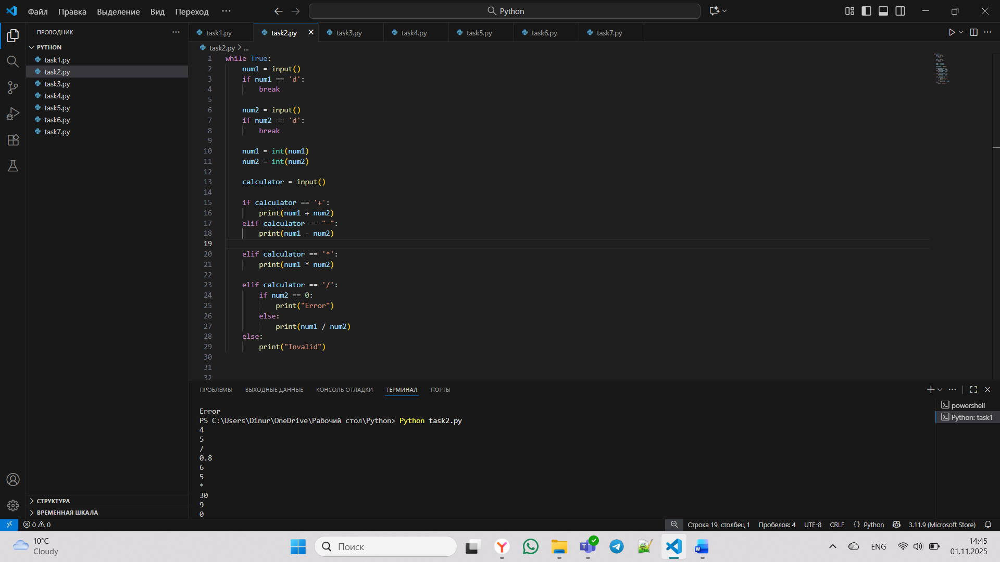 Файл Правка Выделение Вид Переход ··· Python
ПРОВОДНИК ···
PYTHON
task1.py
task2.py
task3.py
task4.py
task5.py
task6.py
task7.py
СТРУКТУРА
ВРЕМЕННАЯ ШКАЛА
task1.py task2.py task3.py task4.py task5.py task6.py task7.py
task2.py > ...
1 while True:
2     num1 = input()
3     if num1 == 'd':
4         break
5
6     num2 = input()
7     if num2 == 'd':
8         break
9
10     num1 = int(num1)
11     num2 = int(num2)
12
13     calculator = input()
14
15     if calculator == '+':
16         print(num1 + num2)
17     elif calculator == "-":
18         print(num1 - num2)
19
20     elif calculator == '*':
21         print(num1 * num2)
22
23     elif calculator == '/':
24         if num2 == 0:
25             print("Error")
26         else:
27             print(num1 / num2)
28     else:
29         print("Invalid")
30
31
32
ПРОБЛЕМЫ ВЫХОДНЫЕ ДАННЫЕ КОНСОЛЬ ОТЛАДКИ ТЕРМИНАЛ ПОРТЫ
Error
PS C:\Users\Dinur\OneDrive\Рабочий стол\Python> Python task2.py
4
5
/
0.8
6
5
*
30
9
0
powershell
Python: task1
0 0 Строка 19, столбец 1 Пробелов: 4 UTF-8 CRLF {} Python 3.11.9 (Microsoft Store)
10°C
Cloudy
Поиск
ENG
14:45
01.11.2025